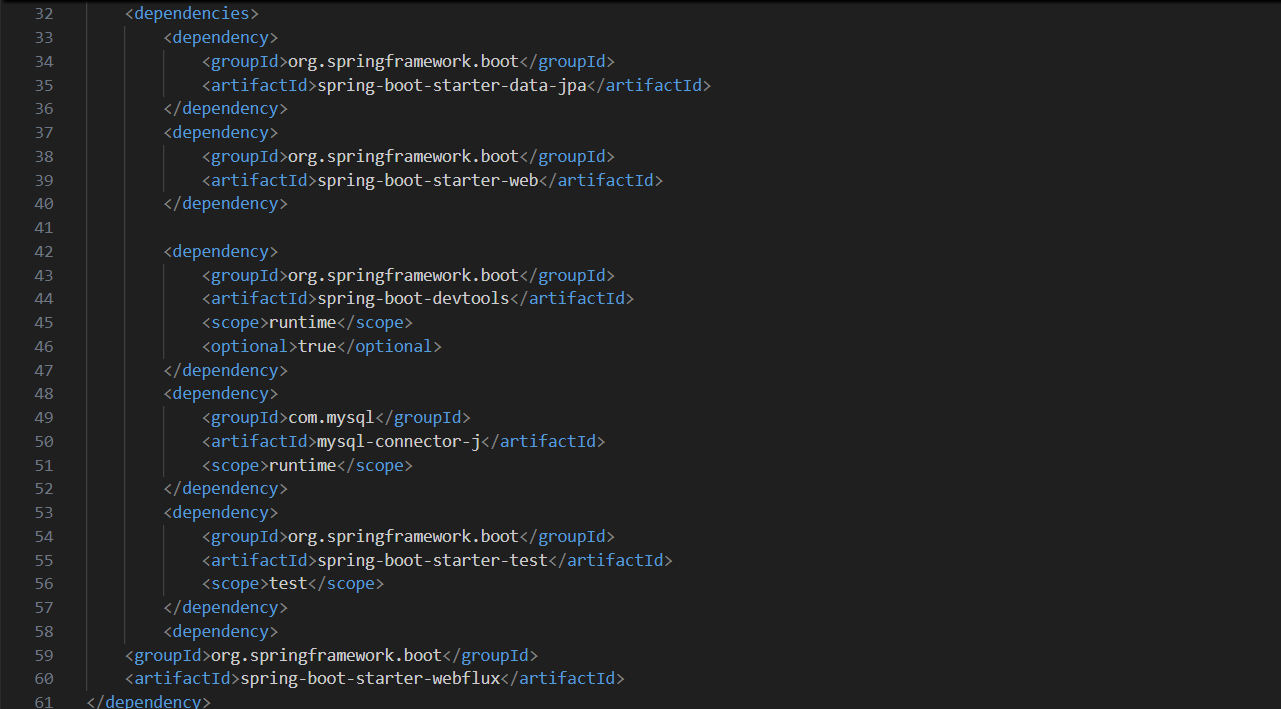 32 <dependencies>
33 <dependency>
34 <groupId>org.springframework.boot</groupId>
35 <artifactId>spring-boot-starter-data-jpa</artifactId>
36 </dependency>
37 <dependency>
38 <groupId>org.springframework.boot</groupId>
39 <artifactId>spring-boot-starter-web</artifactId>
40 </dependency>
41
42 <dependency>
43 <groupId>org.springframework.boot</groupId>
44 <artifactId>spring-boot-devtools</artifactId>
45 <scope>runtime</scope>
46 <optional>true</optional>
47 </dependency>
48 <dependency>
49 <groupId>com.mysql</groupId>
50 <artifactId>mysql-connector-j</artifactId>
51 <scope>runtime</scope>
52 </dependency>
53 <dependency>
54 <groupId>org.springframework.boot</groupId>
55 <artifactId>spring-boot-starter-test</artifactId>
56 <scope>test</scope>
57 </dependency>
58 <dependency>
59 <groupId>org.springframework.boot</groupId>
60 <artifactId>spring-boot-starter-webflux</artifactId>
61 </dependency>